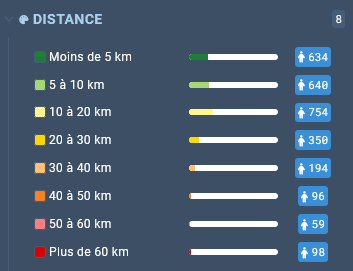 DISTANCE 8
Moins de 5 km 634
5 à 10 km 640
10 à 20 km 754
20 à 30 km 350
30 à 40 km 194
40 à 50 km 96
50 à 60 km 59
Plus de 60 km 98